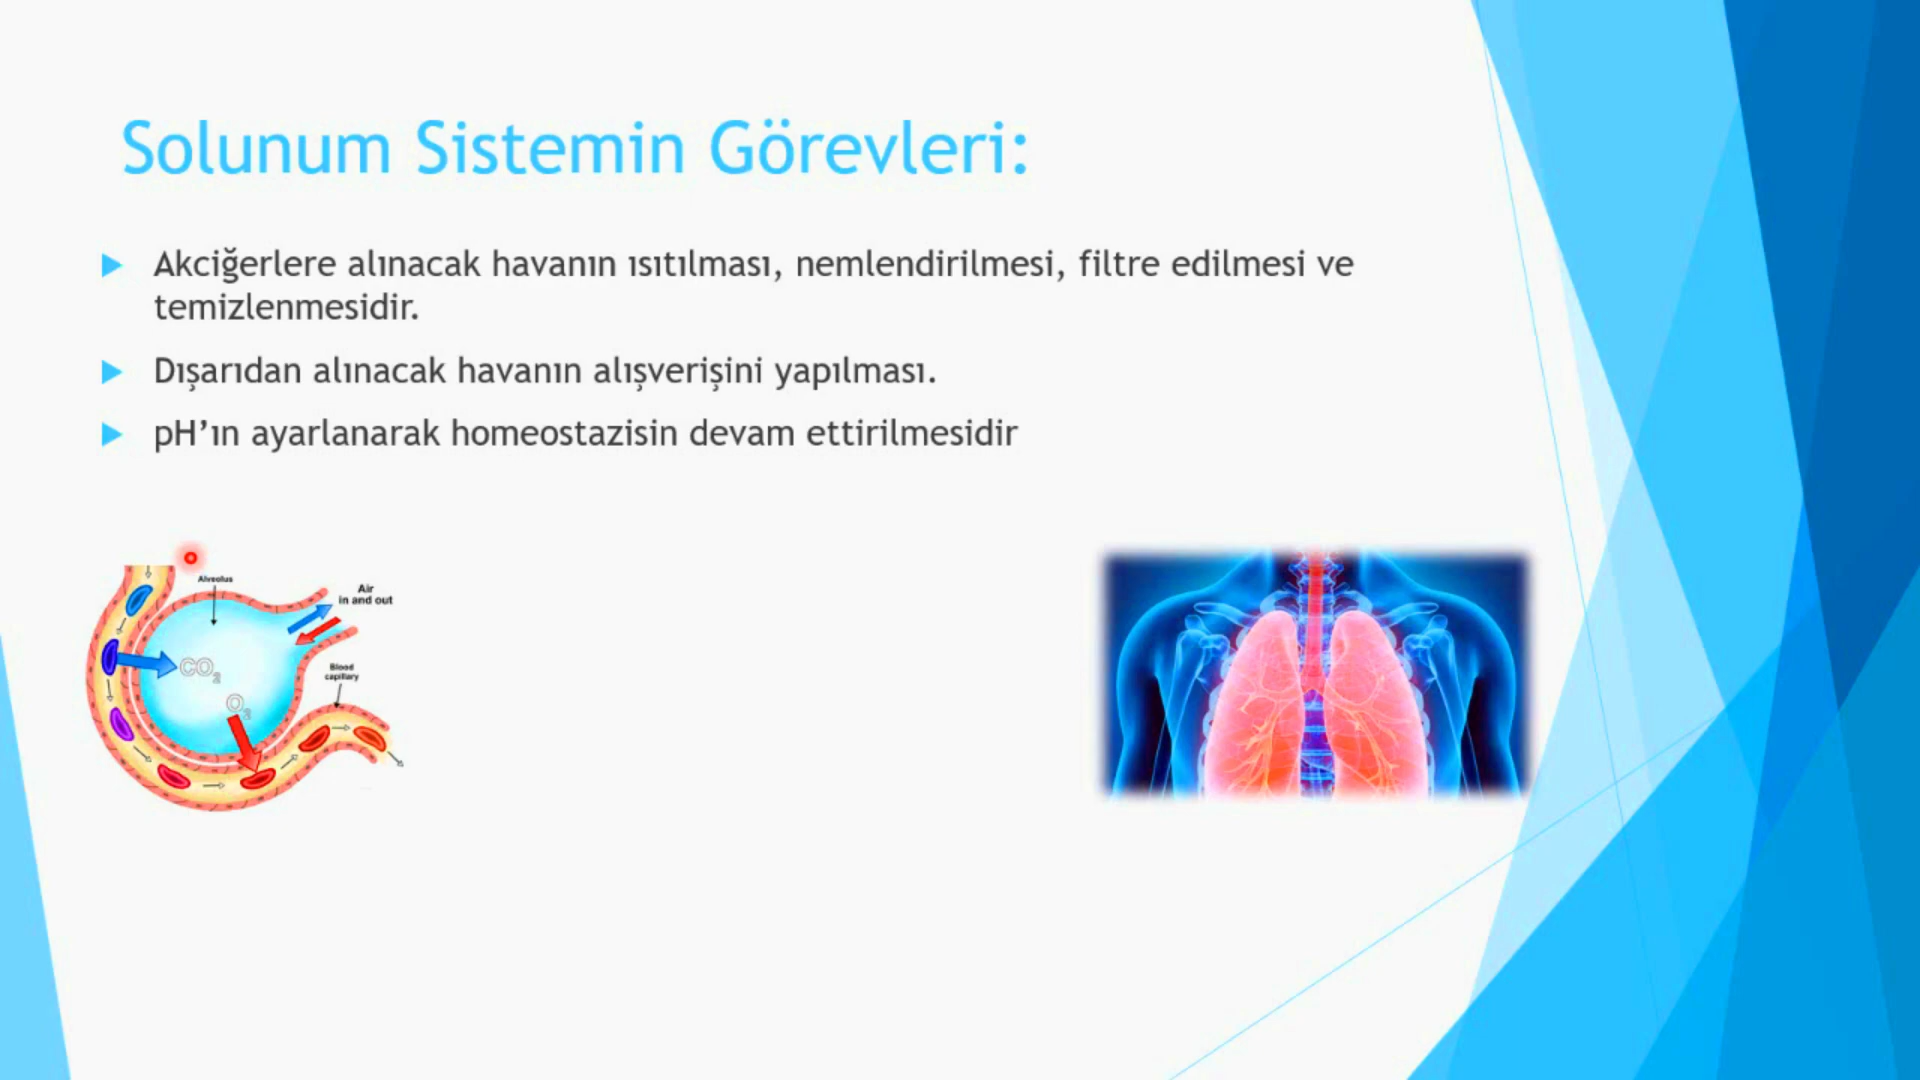 Solunum Sistemin Görevleri:
Akciğerlere alınacak havanın ısıtılması, nemlendirilmesi, filtre edilmesi ve
temizlenmesidir.
Dışarıdan alınacak havanın alışverişini yapılması.
pH’ın ayarlanarak homeostazisin devam ettirilmesidir
Alveolus
Air
in and out
CO₂
Blood
capillary
O₂